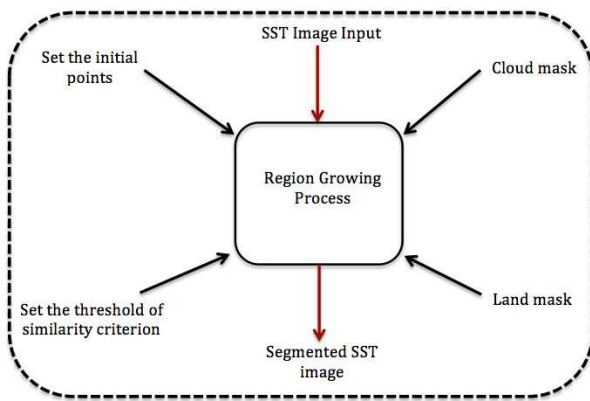 SST Image Input
Set the initial
points
Cloud mask
Region Growing
Process
Set the threshold of
similarity criterion
Land mask
Segmented SST
image